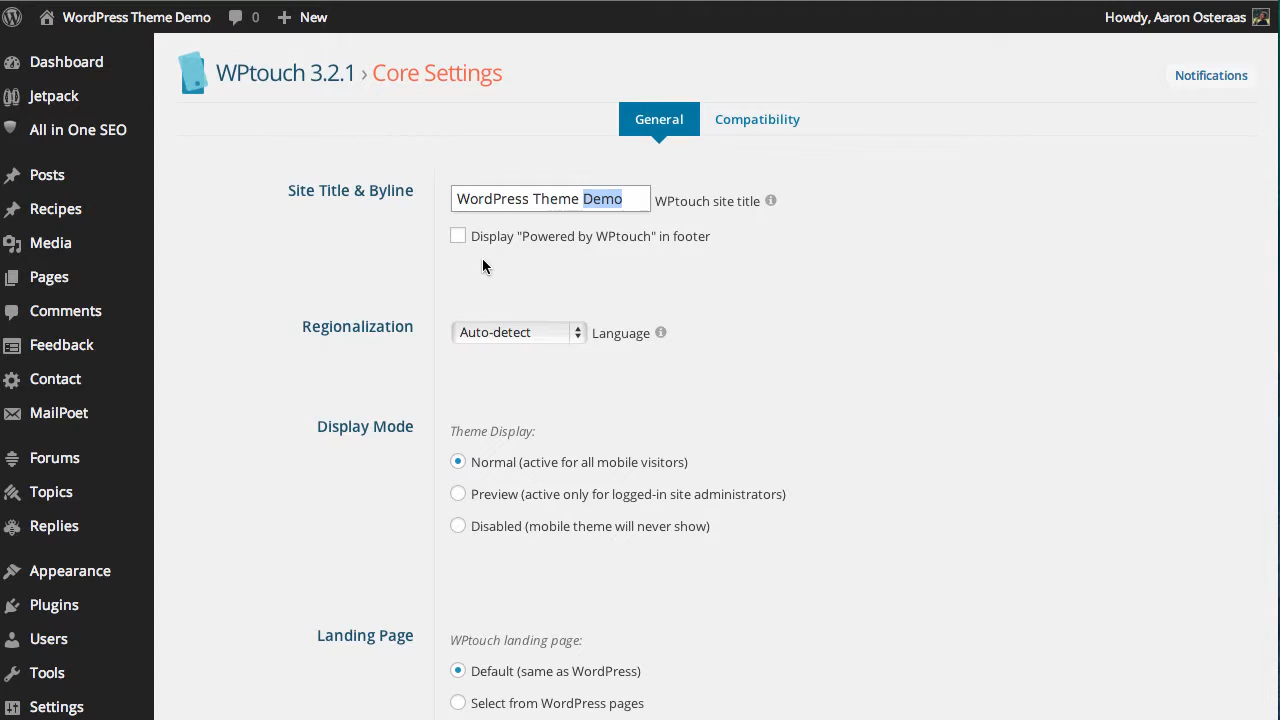 WordPress Theme Demo 0 New Howdy, Aaron Osteraas
Dashboard
Jetpack
All in One SEO
Posts
Recipes
Media
Pages
Comments
Feedback
Contact
MailPoet
Forums
Topics
Replies
Appearance
Plugins
Users
Tools
Settings
WPtouch 3.2.1 › Core Settings
Notifications
General Compatibility
Site Title & Byline
WordPress Theme Demo WPtouch site title
Display "Powered by WPtouch" in footer
Regionalization
Auto-detect Language
Display Mode
Theme Display:
Normal (active for all mobile visitors)
Preview (active only for logged-in site administrators)
Disabled (mobile theme will never show)
Landing Page
WPtouch landing page:
Default (same as WordPress)
Select from WordPress pages